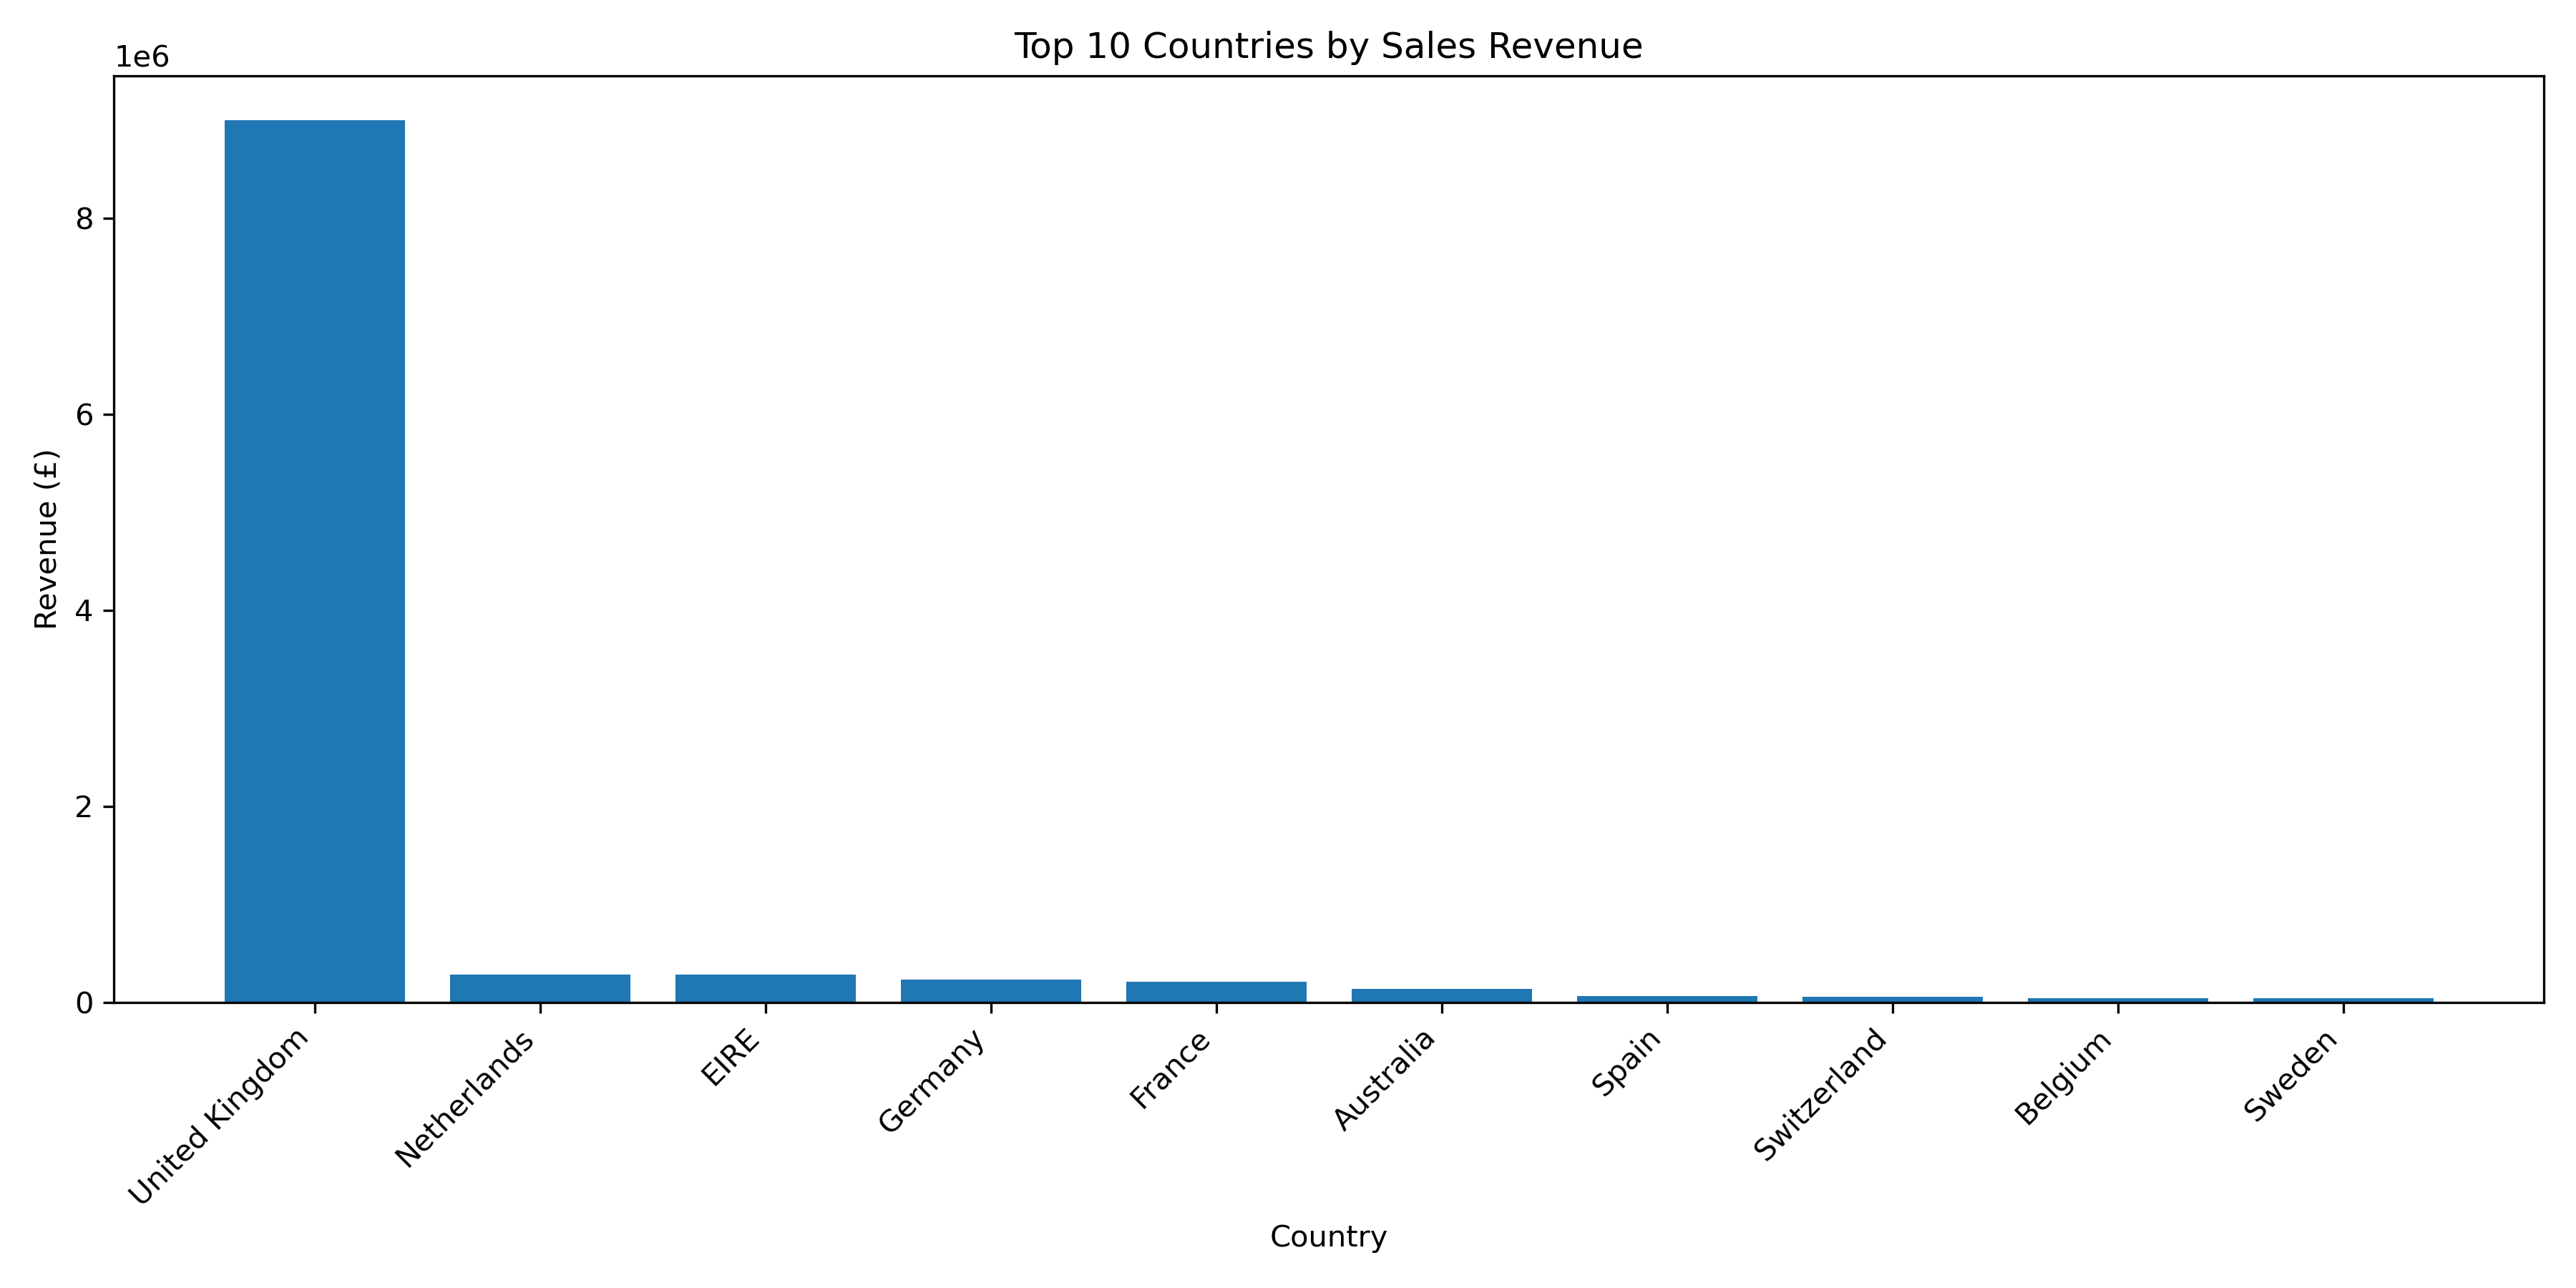 Top 10 Countries by Sales Revenue
1e6
8
6
4
2
0
Revenue (£)
United Kingdom
Netherlands
EIRE
Germany
France
Australia
Spain
Switzerland
Belgium
Sweden
Country